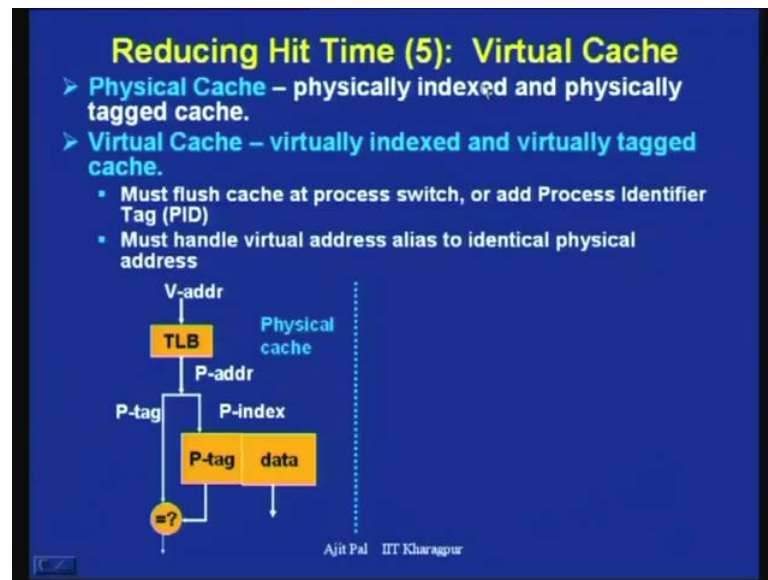 Reducing Hit Time (5): Virtual Cache
➢ Physical Cache – physically indexed and physically
tagged cache.
➢ Virtual Cache – virtually indexed and virtually tagged
cache.
▪ Must flush cache at process switch, or add Process Identifier
Tag (PID)
▪ Must handle virtual address alias to identical physical
address
V-addr
TLB
Physical
cache
P-addr
P-tag
P-index
P-tag
data
=?
Ajit Pal IIT Kharagpur